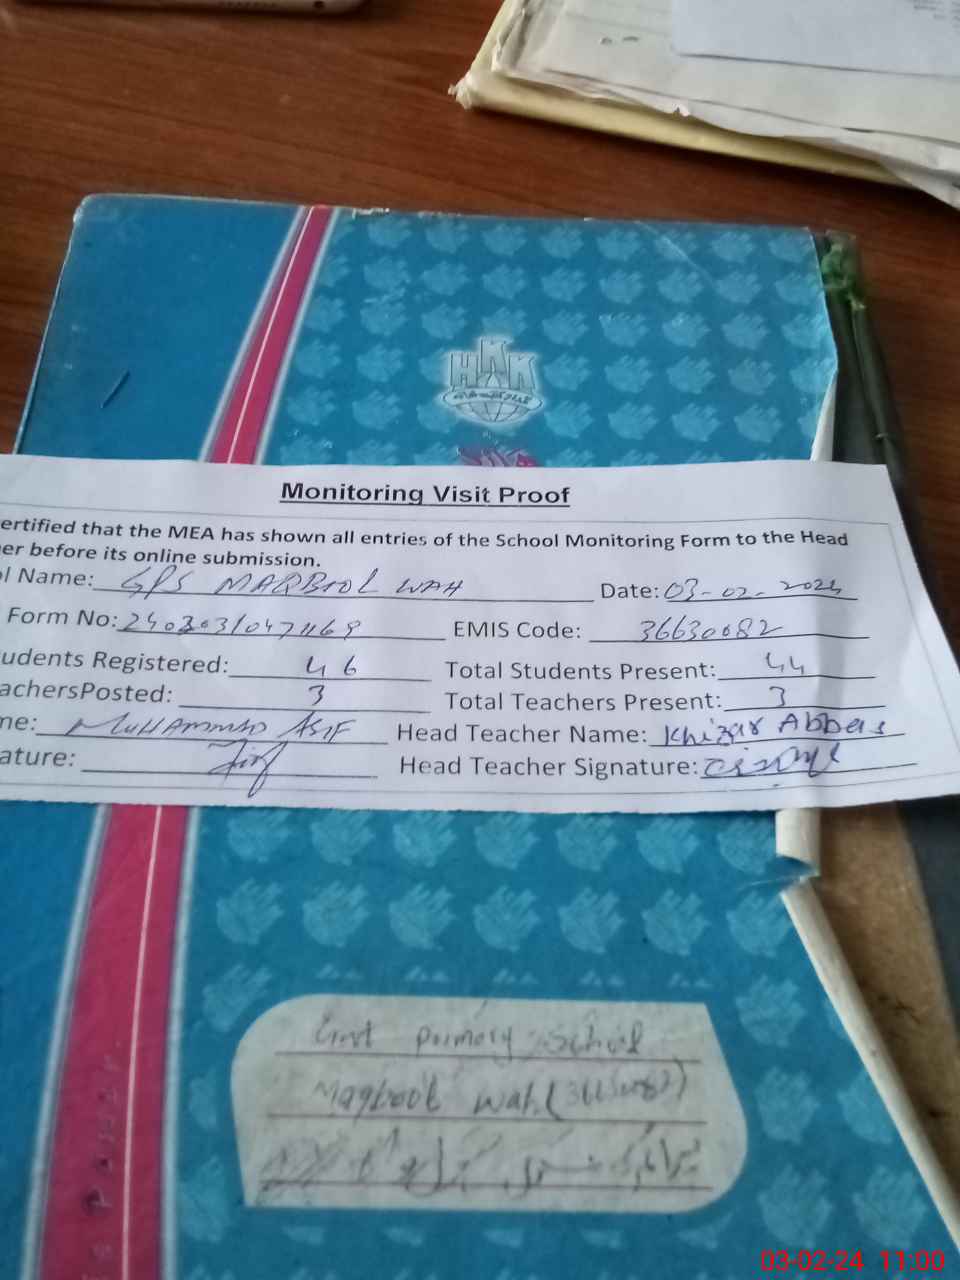 HKK
Monitoring Visit Proof
ertified that the MEA has shown all entries of the School Monitoring Form to the Head
er before its online submission.
ol Name: GPS MAQBOOL WAH Date: 03-02-2024
Form No: EMIS Code: 36630082
udents Registered: 46 Total Students Present: 44
achersPosted: 3 Total Teachers Present: 3
me: MUHAMMAD ASIF Head Teacher Name: Khizar Abbas
ature: Head Teacher Signature:
Govt primary school
Maqbool wah (36630082)
03-02-24 11:00